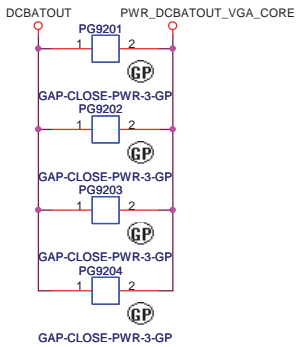 DCBATOUT PWR_DCBATOUT_VGA_CORE
PG9201
1 2
GP
GAP-CLOSE-PWR-3-GP
PG9202
1 2
GP
GAP-CLOSE-PWR-3-GP
PG9203
1 2
GP
GAP-CLOSE-PWR-3-GP
PG9204
1 2
GP
GAP-CLOSE-PWR-3-GP